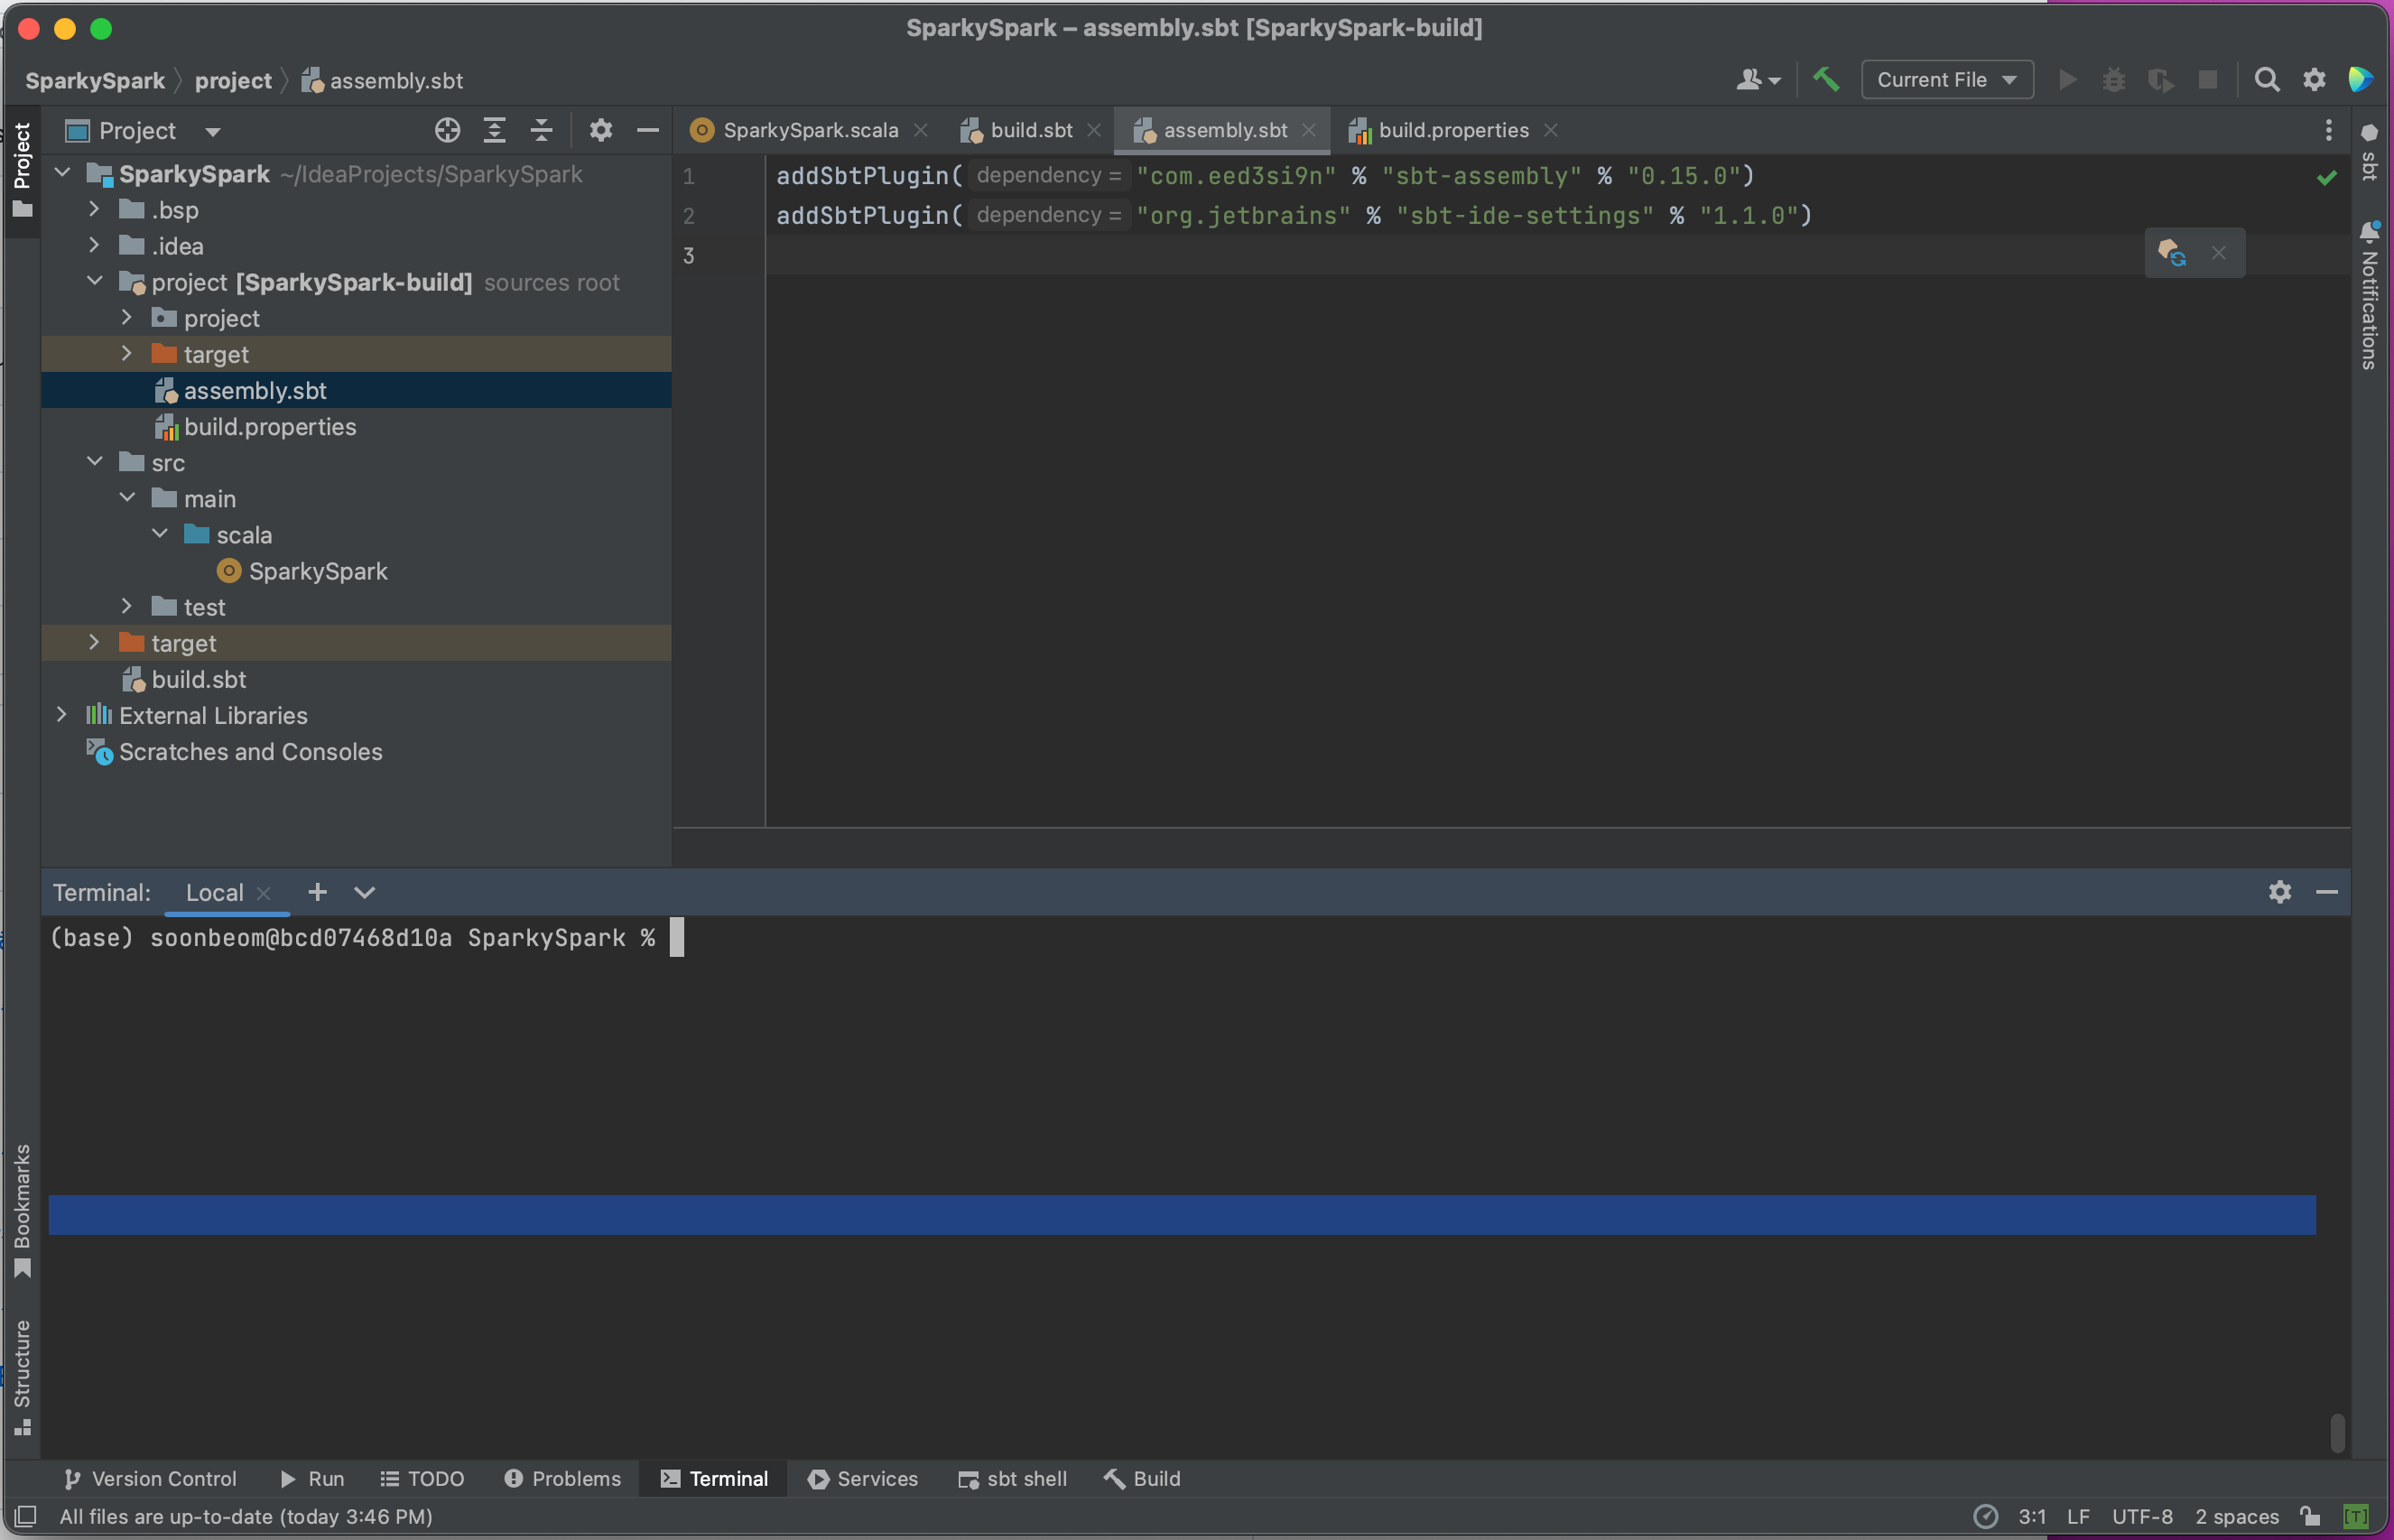 SparkySpark – assembly.sbt [SparkySpark-build]
SparkySpark project assembly.sbt
Current File
Project
Project
SparkySpark.scala
build.sbt
assembly.sbt
build.properties
sbt
Notifications
SparkySpark ~/IdeaProjects/SparkySpark
.bsp
.idea
project [SparkySpark-build] sources root
project
target
assembly.sbt
build.properties
src
main
scala
SparkySpark
test
target
build.sbt
External Libraries
Scratches and Consoles
1 addSbtPlugin( dependency = "com.eed3si9n" % "sbt-assembly" % "0.15.0")
2 addSbtPlugin( dependency = "org.jetbrains" % "sbt-ide-settings" % "1.1.0")
3
Terminal: Local
(base) soonbeom@bcd07468d10a SparkySpark %
Bookmarks
Structure
Version Control Run TODO Problems Terminal Services sbt shell Build
All files are up-to-date (today 3:46 PM) 3:1 LF UTF-8 2 spaces [T]